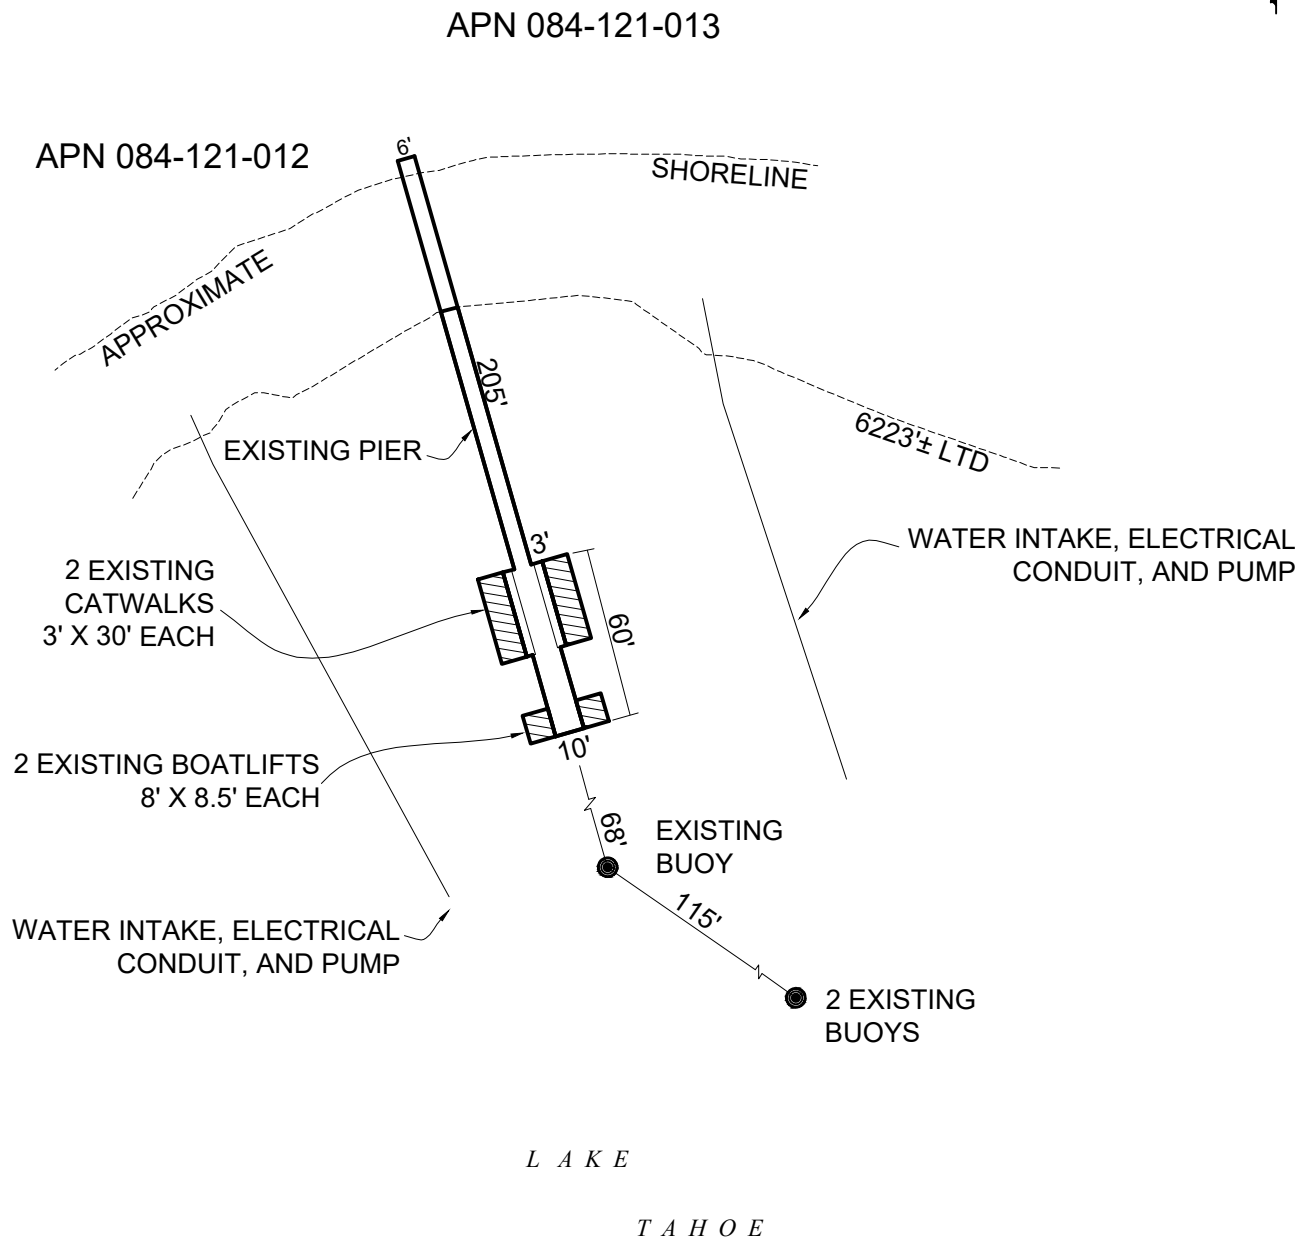 APN 084-121-013
APN 084-121-012
6'
SHORELINE
APPROXIMATE
205'
EXISTING PIER
6223'± LTD
3'
WATER INTAKE, ELECTRICAL
CONDUIT, AND PUMP
2 EXISTING
CATWALKS
3' X 30' EACH
60'
10'
2 EXISTING BOATLIFTS
8' X 8.5' EACH
68'
EXISTING
BUOY
115'
WATER INTAKE, ELECTRICAL
CONDUIT, AND PUMP
2 EXISTING
BUOYS
LAKE
TAHOE